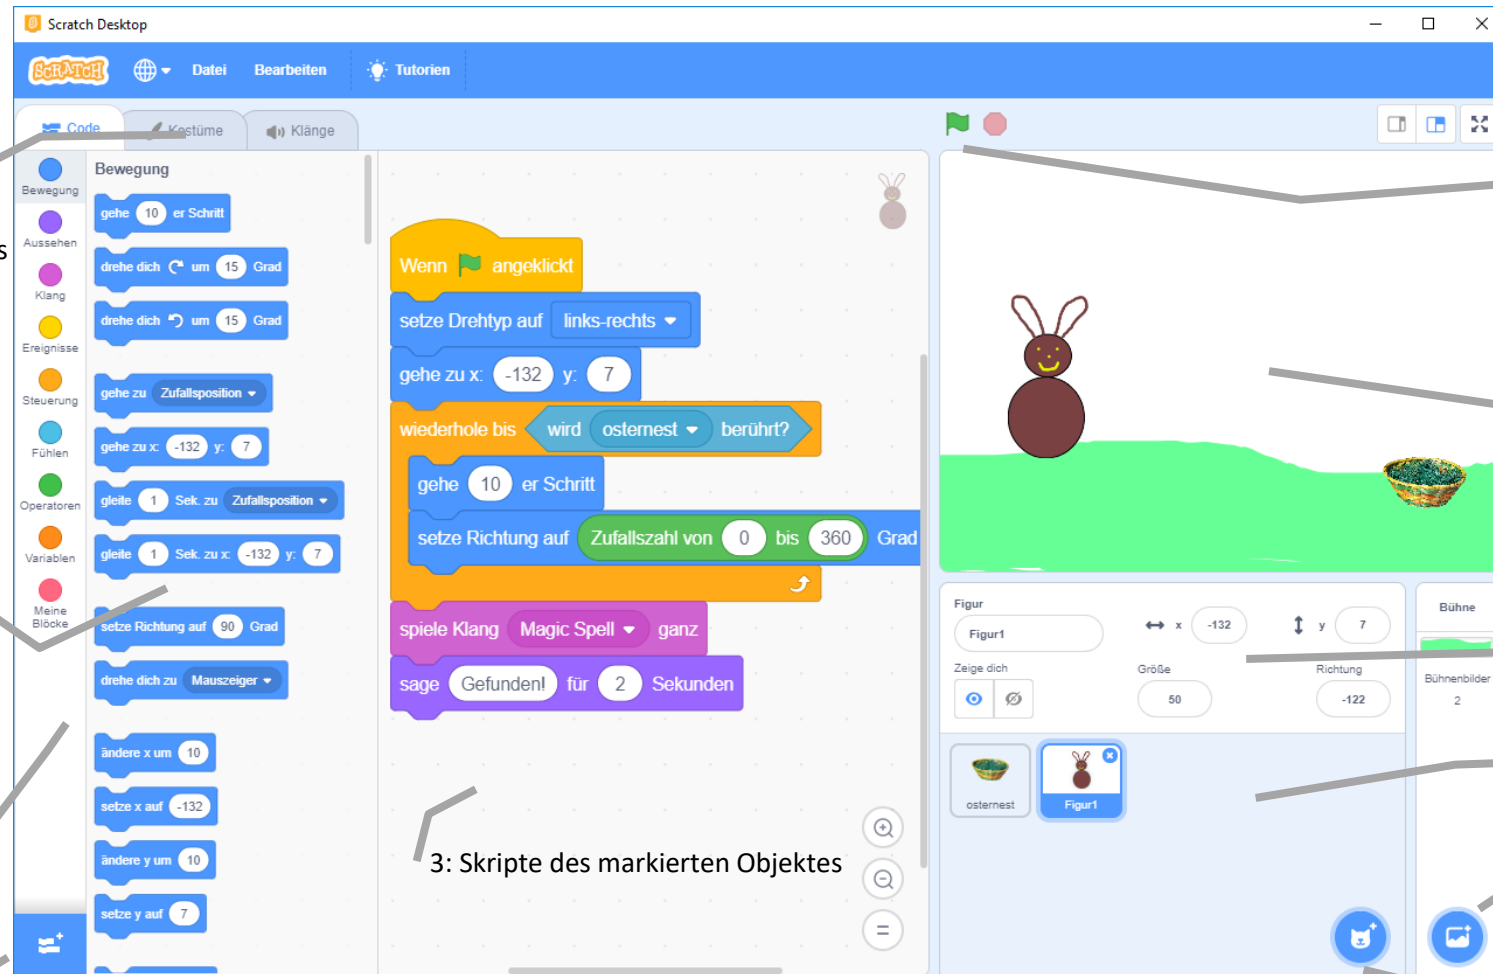 Scratch Desktop
SCRATCH
Datei
Bearbeiten
Tutorien
Code
Kostüme
Klänge
Bewegung
Aussehen
Klang
Ereignisse
Steuerung
Fühlen
Operatoren
Variablen
Meine
Blöcke
s
Bewegung
gehe 10 er Schritt
drehe dich um 15 Grad
drehe dich um 15 Grad
gehe zu Zufallsposition
gehe zu x: -132 y: 7
gleite 1 Sek. zu Zufallsposition
gleite 1 Sek. zu x: -132 y: 7
setze Richtung auf 90 Grad
drehe dich zu Mauszeiger
ändere x um 10
setze x auf -132
ändere y um 10
setze y auf 7
Wenn angeklickt
setze Drehtyp auf links-rechts
gehe zu x: -132 y: 7
wiederhole bis wird osternest berührt?
gehe 10 er Schritt
setze Richtung auf Zufallszahl von 0 bis 360 Grad
spiele Klang Magic Spell ganz
sage Gefunden! für 2 Sekunden
3: Skripte des markierten Objektes
Figur
Figur1
x -132
y 7
Zeige dich
Größe
50
Richtung
-122
osternest
Figur1
Bühne
Bühnenbilder
2